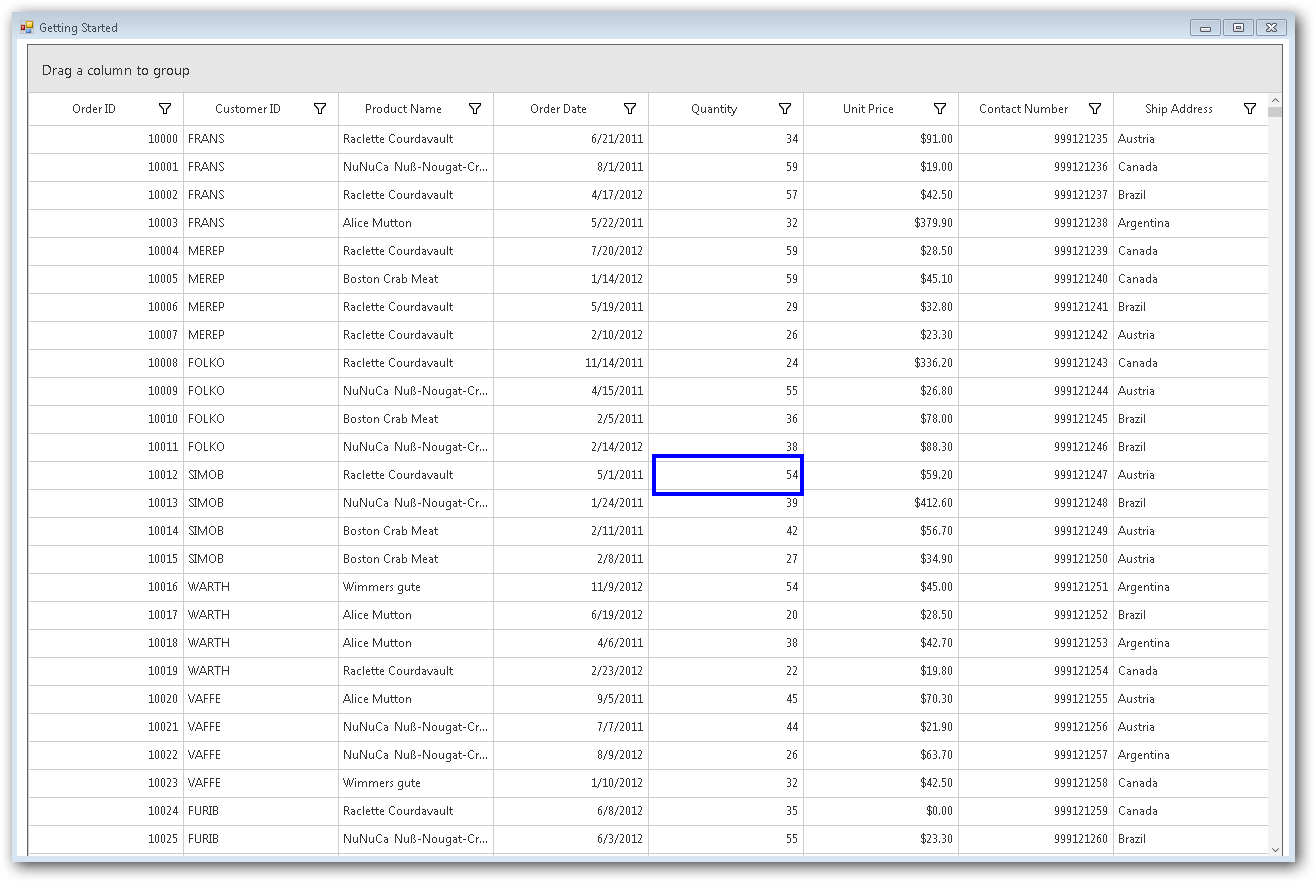 Getting Started
Drag a column to group
Order ID Customer ID Product Name Order Date Quantity Unit Price Contact Number Ship Address
10000 FRANS Raclette Courdavault 6/21/2011 34 $91.00 999121235 Austria
10001 FRANS NuNuCa Nuß-Nougat-Cr... 8/1/2011 59 $19.00 999121236 Canada
10002 FRANS Raclette Courdavault 4/17/2012 57 $42.50 999121237 Brazil
10003 FRANS Alice Mutton 5/22/2011 32 $379.90 999121238 Argentina
10004 MEREP Raclette Courdavault 7/20/2012 59 $28.50 999121239 Canada
10005 MEREP Boston Crab Meat 1/14/2012 59 $45.10 999121240 Canada
10006 MEREP Raclette Courdavault 5/19/2011 29 $32.80 999121241 Brazil
10007 MEREP Raclette Courdavault 2/10/2012 26 $23.30 999121242 Austria
10008 FOLKO Raclette Courdavault 11/14/2011 24 $336.20 999121243 Canada
10009 FOLKO NuNuCa Nuß-Nougat-Cr... 4/15/2011 55 $26.80 999121244 Austria
10010 FOLKO Boston Crab Meat 2/5/2011 36 $78.00 999121245 Brazil
10011 FOLKO NuNuCa Nuß-Nougat-Cr... 2/14/2012 38 $88.30 999121246 Brazil
10012 SIMOB Raclette Courdavault 5/1/2011 54 $59.20 999121247 Austria
10013 SIMOB NuNuCa Nuß-Nougat-Cr... 1/24/2011 39 $412.60 999121248 Brazil
10014 SIMOB Boston Crab Meat 2/11/2011 42 $56.70 999121249 Austria
10015 SIMOB Boston Crab Meat 2/8/2011 27 $34.90 999121250 Austria
10016 WARTH Wimmers gute 11/9/2012 54 $45.00 999121251 Argentina
10017 WARTH Alice Mutton 6/19/2012 20 $28.50 999121252 Brazil
10018 WARTH Alice Mutton 4/6/2011 38 $42.70 999121253 Argentina
10019 WARTH Raclette Courdavault 2/23/2012 22 $19.80 999121254 Canada
10020 VAFFE Alice Mutton 9/5/2011 45 $70.30 999121255 Austria
10021 VAFFE NuNuCa Nuß-Nougat-Cr... 7/7/2011 44 $21.90 999121256 Austria
10022 VAFFE NuNuCa Nuß-Nougat-Cr... 8/9/2012 26 $63.70 999121257 Argentina
10023 VAFFE Wimmers gute 1/10/2012 32 $42.50 999121258 Canada
10024 FURIB Raclette Courdavault 6/8/2012 35 $0.00 999121259 Canada
10025 FURIB NuNuCa Nuß-Nougat-Cr... 6/3/2012 55 $23.30 999121260 Brazil